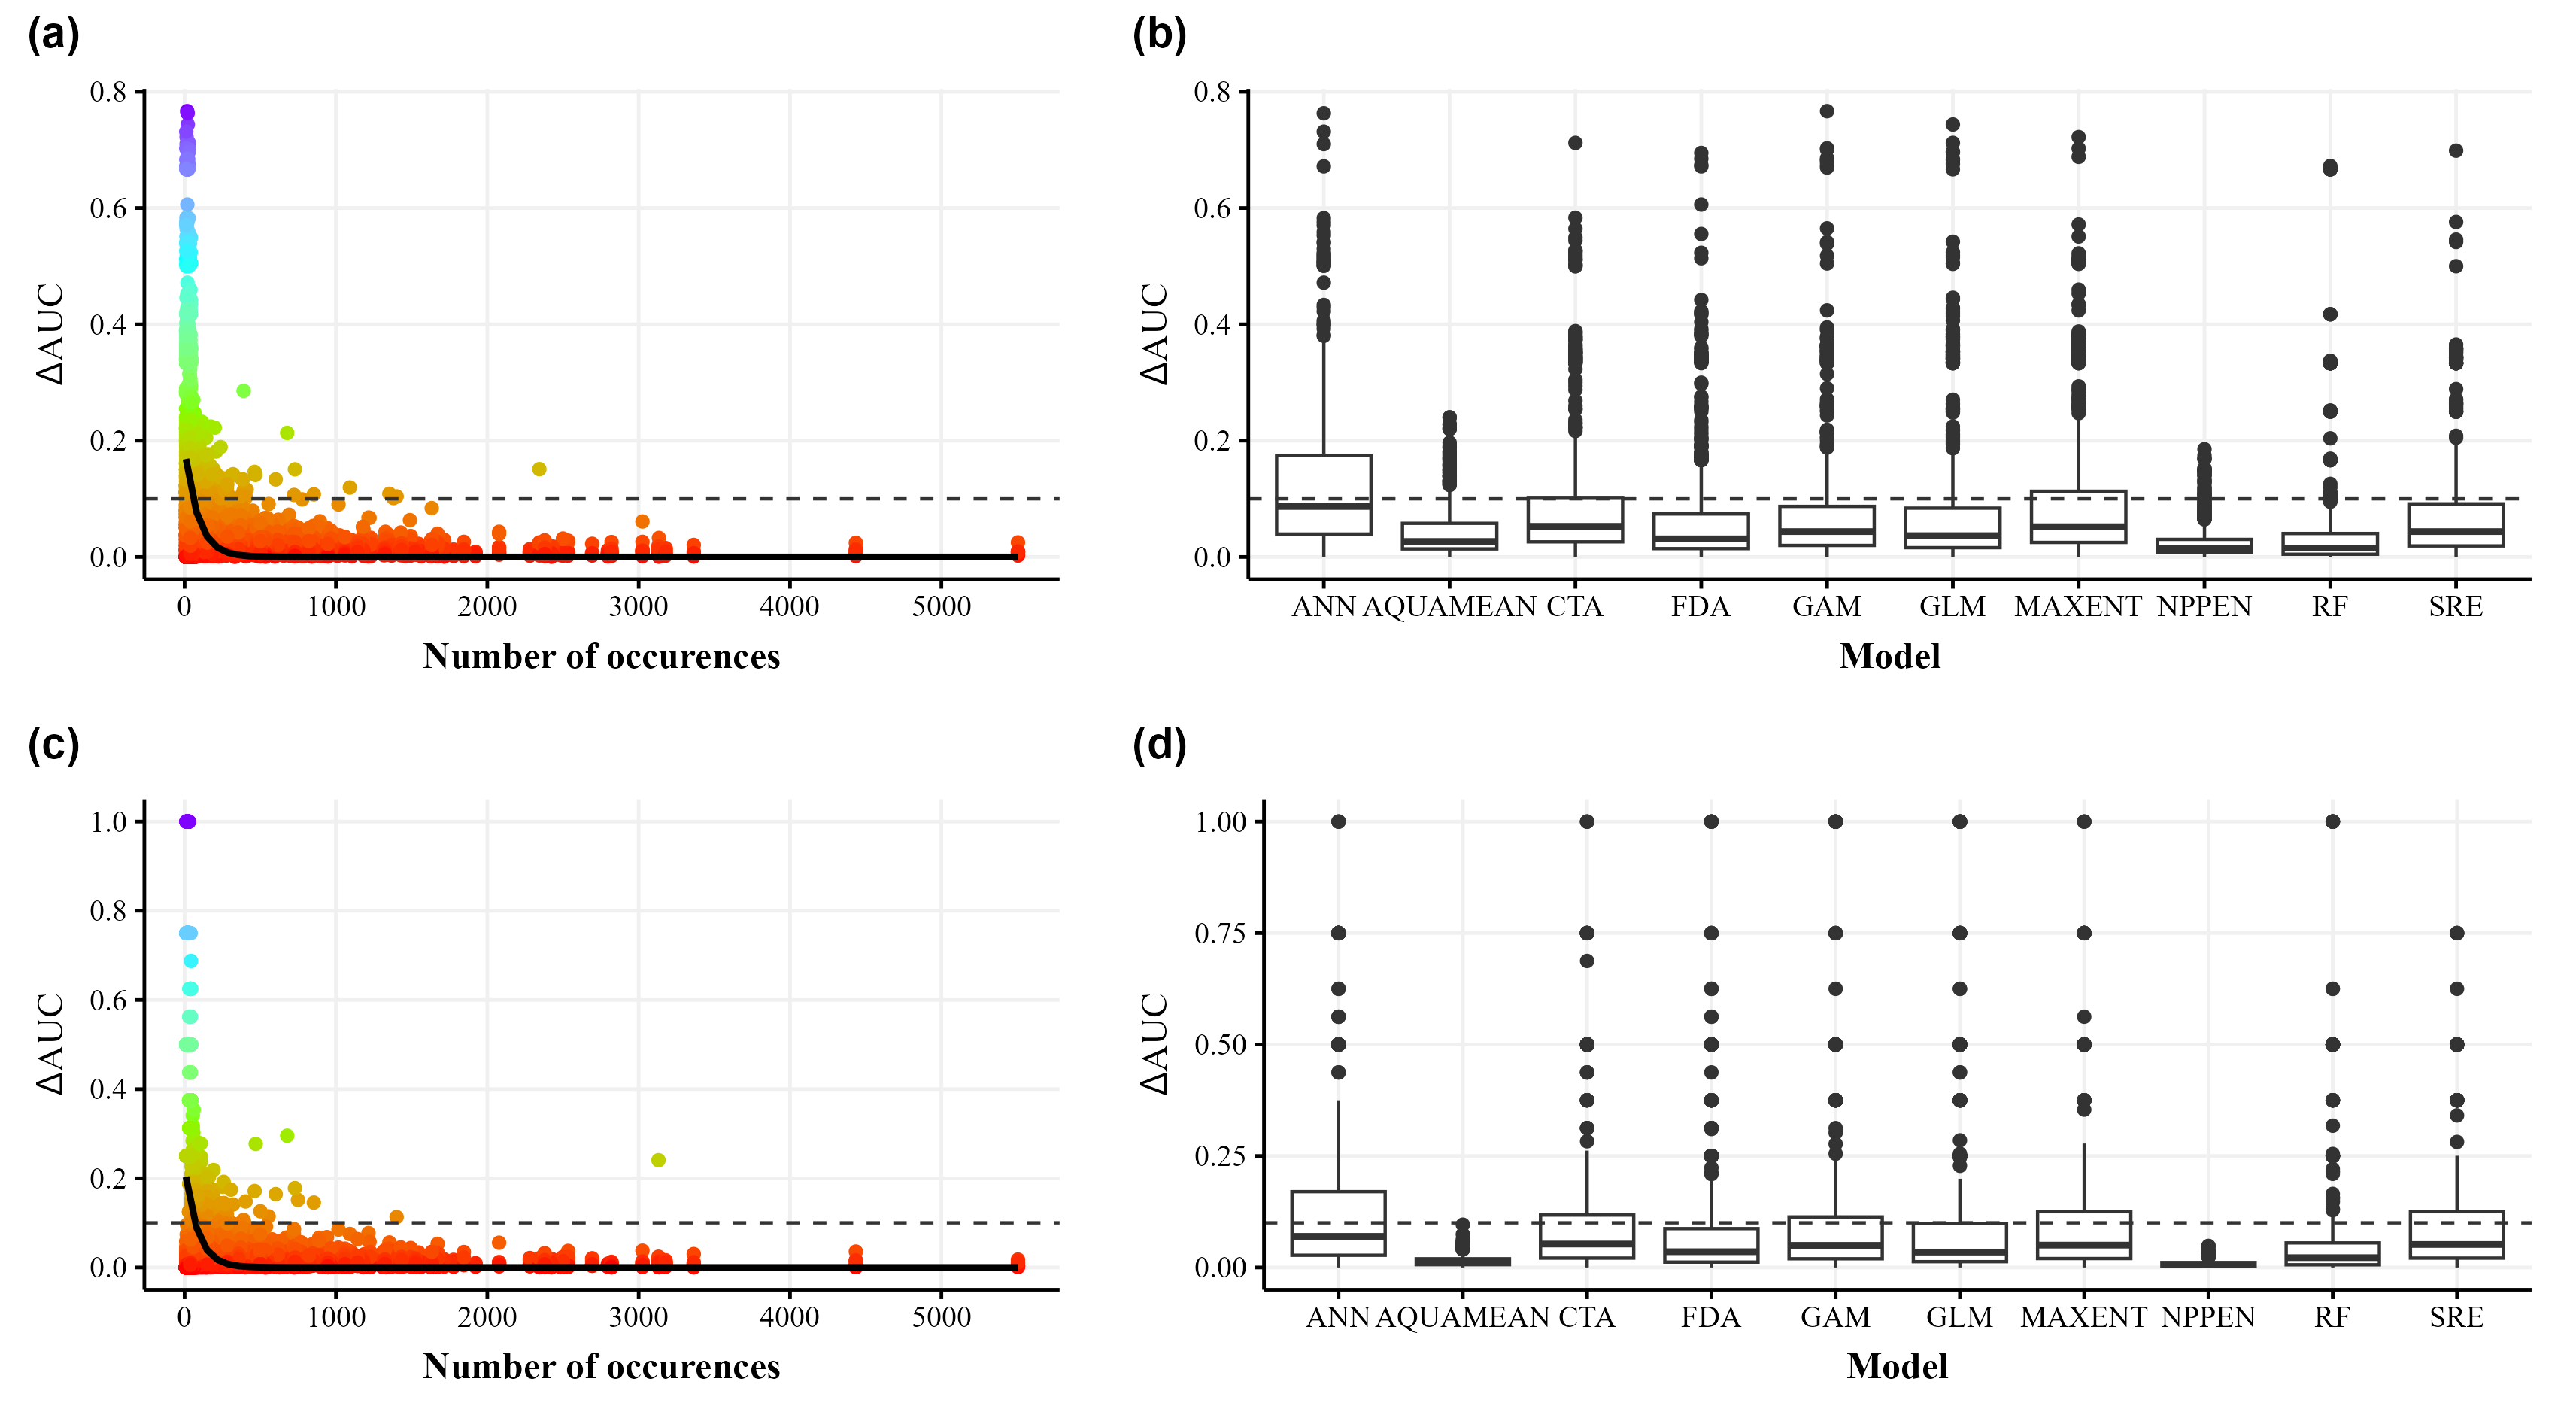 (a)
0.8
0.6
0.4
0.2
0.0
ΔAUC
0 1000 2000 3000 4000 5000
Number of occurences
(b)
0.8
0.6
0.4
0.2
0.0
ΔAUC
ANN AQUAMEAN CTA FDA GAM GLM MAXENT NPPEN RF SRE
Model
(c)
1.0
0.8
0.6
0.4
0.2
0.0
ΔAUC
0 1000 2000 3000 4000 5000
Number of occurences
(d)
1.00
0.75
0.50
0.25
0.00
ΔAUC
ANN AQUAMEAN CTA FDA GAM GLM MAXENT NPPEN RF SRE
Model